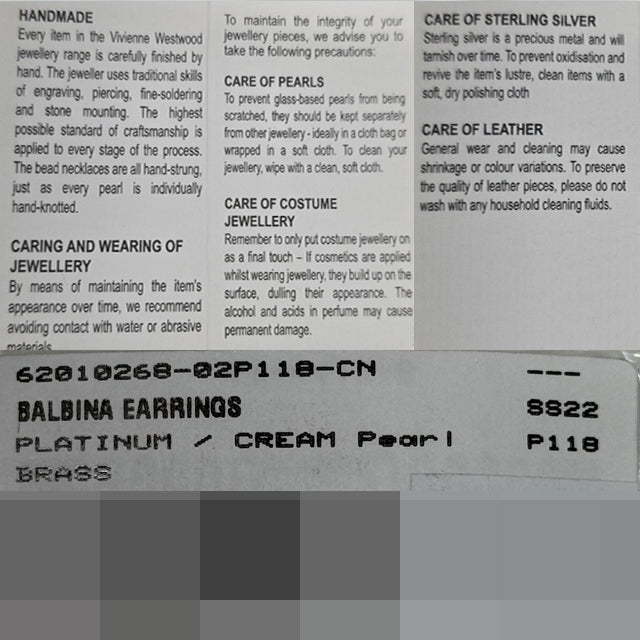 HANDMADE
Every item in the Vivienne Westwood
jewellery range is carefully finished by
hand. The jeweller uses traditional skills
of engraving, piercing, fine-soldering
and stone mounting. The highest
possible standard of craftsmanship is
applied to every stage of the process.
The bead necklaces are all hand-strung,
just as every pearl is individually
hand-knotted.
CARING AND WEARING OF
JEWELLERY
By means of maintaining the item's
appearance over time, we recommend
avoiding contact with water or abrasive
materials
To maintain the integrity of your
jewellery pieces, we advise you to
take the following precautions:
CARE OF PEARLS
To prevent glass-based pearls from being
scratched, they should be kept separately
from other jewellery - ideally in a cloth bag or
wrapped in a soft cloth. To clean your
jewellery, wipe with a clean, soft cloth.
CARE OF COSTUME
JEWELLERY
Remember to only put costume jewellery on
as a final touch – If cosmetics are applied
whilst wearing jewellery, they build up on the
surface, dulling their appearance. The
alcohol and acids in perfume may cause
permanent damage.
CARE OF STERLING SILVER
Sterling silver is a precious metal and will
tarnish over time. To prevent oxidisation and
revive the item's lustre, clean items with a
soft, dry polishing cloth
CARE OF LEATHER
General wear and cleaning may cause
shrinkage or colour variations. To preserve
the quality of leather pieces, please do not
wash with any household cleaning fluids.
62010268-02P118-CN ---
BALBINA EARRINGS SS22
PLATINUM / CREAM Pearl P118
BRASS